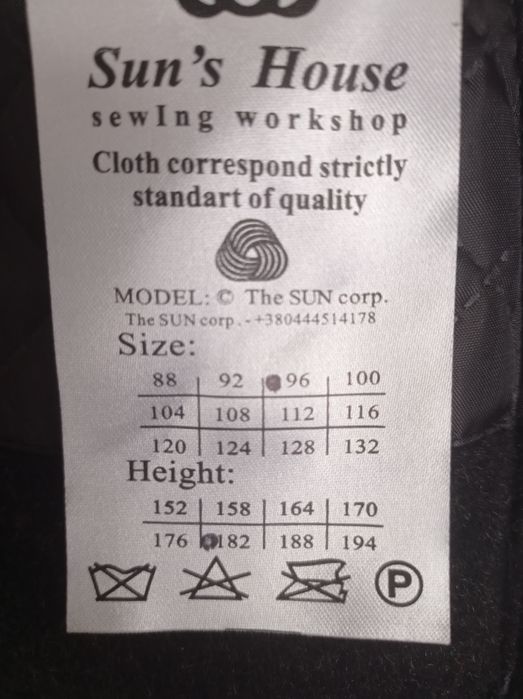 Sun's House
sewIng workshop
Cloth correspond strictly
standart of quality
MODEL: © The SUN corp.
The SUN corp.-+380444514178
Size:
88 | 92 | 96 | 100
104 | 108 | 112 | 116
120 | 124 | 128 | 132
Height:
152 | 158 | 164 | 170
176 | 182 | 188 | 194
P